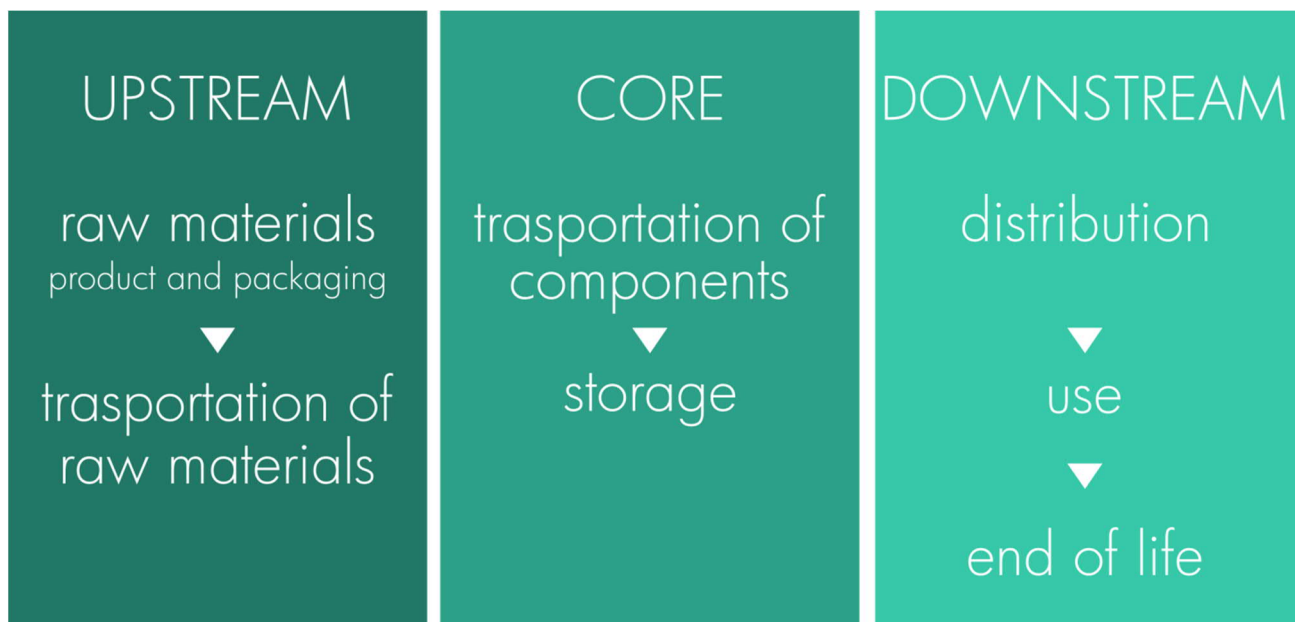 UPSTREAM
raw materials
product and packaging
trasportation of
raw materials
CORE
trasportation of
components
storage
DOWNSTREAM
distribution
use
end of life